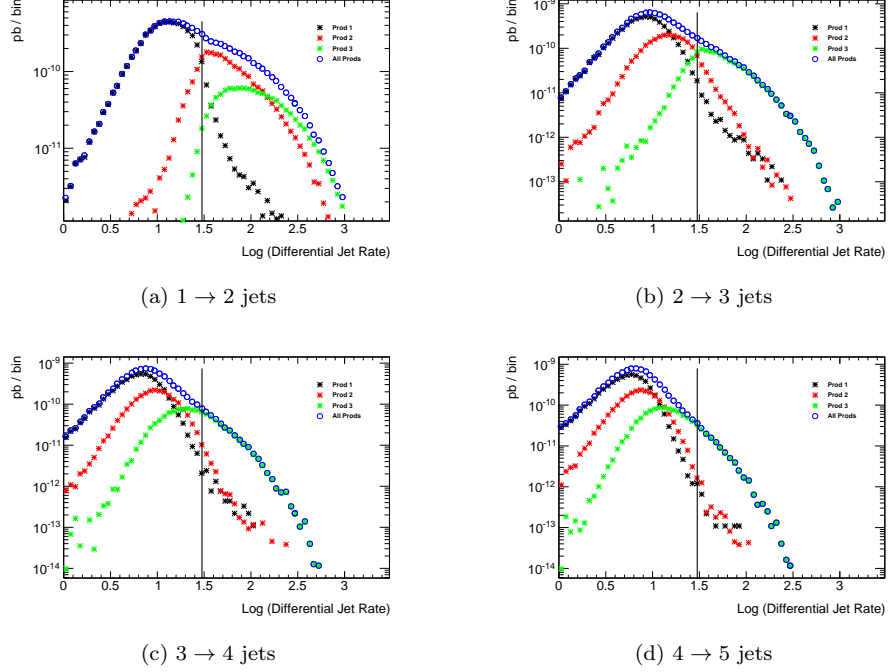 pb / bin
Prod 1
Prod 2
Prod 3
All Prods
10^-10
10^-11
0 0.5 1 1.5 2 2.5 3
Log (Differential Jet Rate)
(a) 1 → 2 jets
pb / bin
10^-9
Prod 1
Prod 2
Prod 3
All Prods
10^-10
10^-11
10^-12
10^-13
0 0.5 1 1.5 2 2.5 3
Log (Differential Jet Rate)
(b) 2 → 3 jets
pb / bin
10^-9
Prod 1
Prod 2
Prod 3
All Prods
10^-10
10^-11
10^-12
10^-13
10^-14
0 0.5 1 1.5 2 2.5 3
Log (Differential Jet Rate)
(c) 3 → 4 jets
pb / bin
10^-9
Prod 1
Prod 2
Prod 3
All Prods
10^-10
10^-11
10^-12
10^-13
10^-14
0 0.5 1 1.5 2 2.5 3
Log (Differential Jet Rate)
(d) 4 → 5 jets